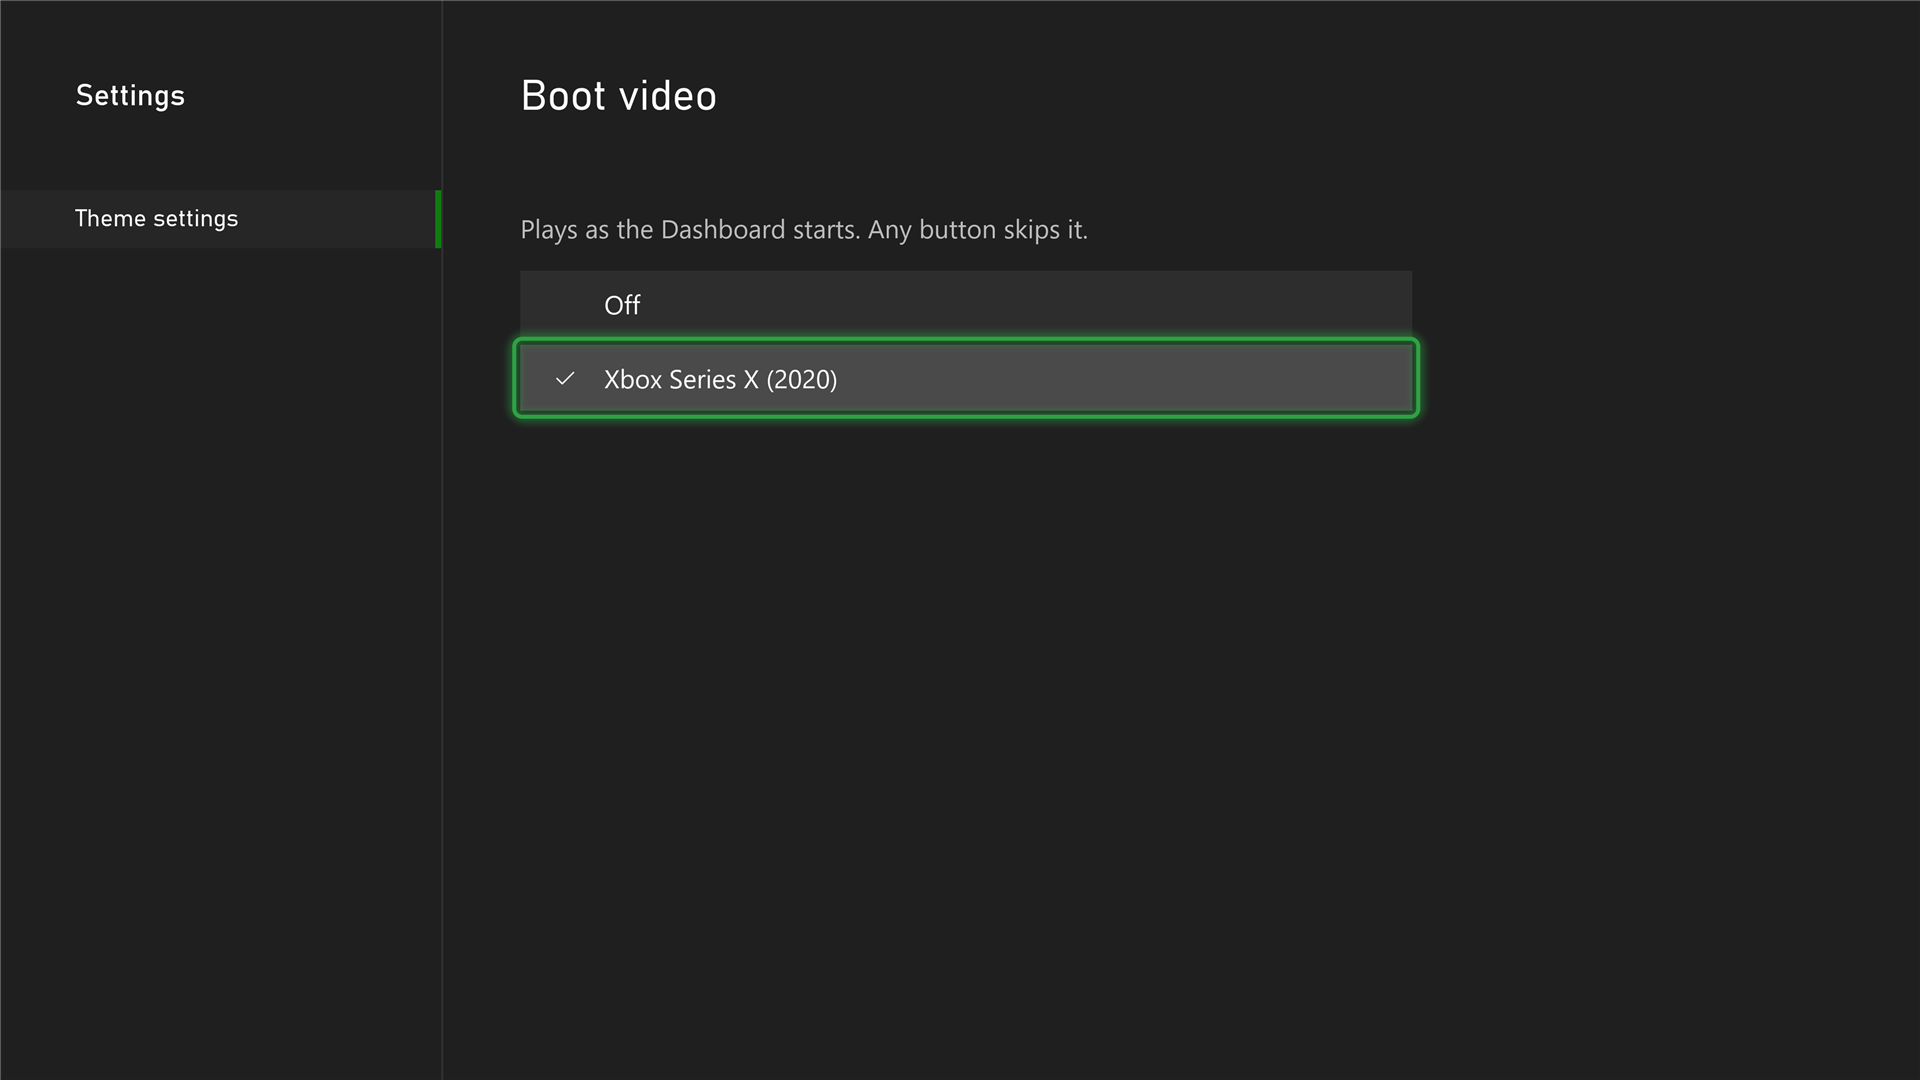 Settings
Theme settings
Boot video
Plays as the Dashboard starts. Any button skips it.
Off
Xbox Series X (2020)